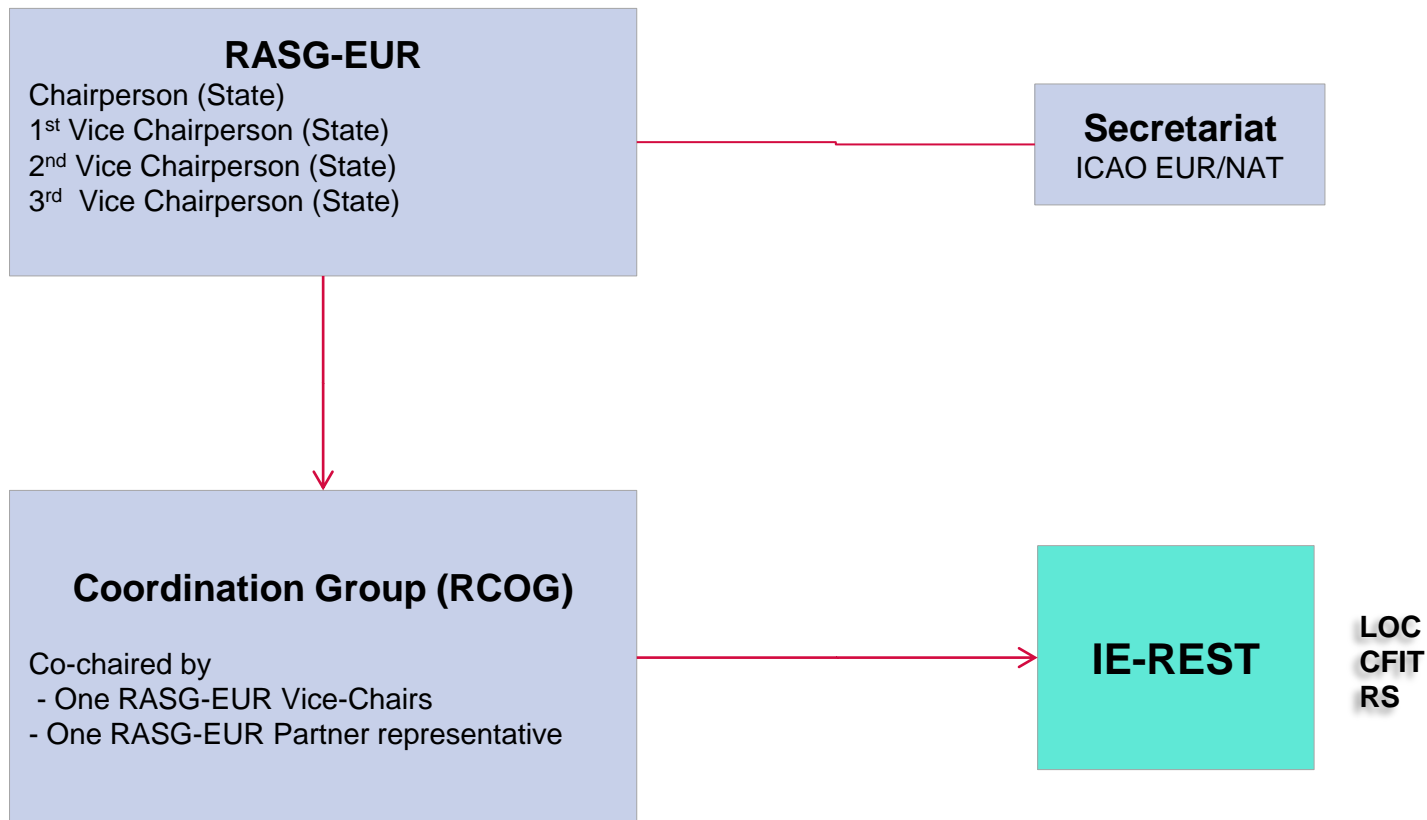 RASG-EUR
Chairperson (State)
1st Vice Chairperson (State)
2nd Vice Chairperson (State)
3rd Vice Chairperson (State)
Secretariat
ICAO EUR/NAT
Coordination Group (RCOG)
Co-chaired by
- One RASG-EUR Vice-Chairs
- One RASG-EUR Partner representative
IE-REST
LOC
CFIT
RS